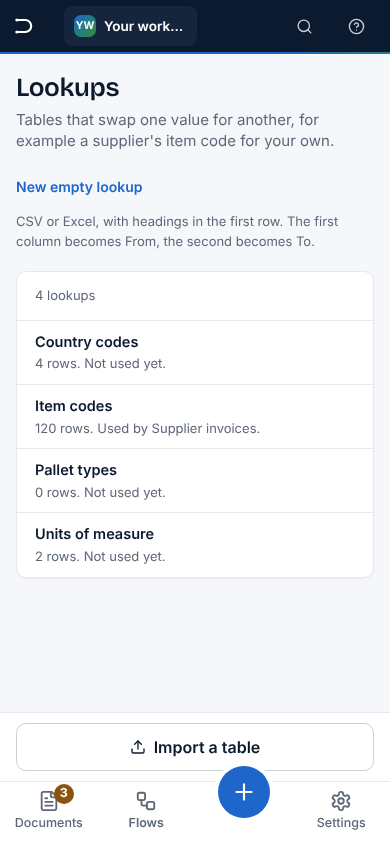 YW Your work...
Lookups
Tables that swap one value for another, for
example a supplier's item code for your own.
New empty lookup
CSV or Excel, with headings in the first row. The first
column becomes From, the second becomes To.
4 lookups
Country codes
4 rows. Not used yet.
Item codes
120 rows. Used by Supplier invoices.
Pallet types
0 rows. Not used yet.
Units of measure
2 rows. Not used yet.
Import a table
3
Documents
Flows
Settings